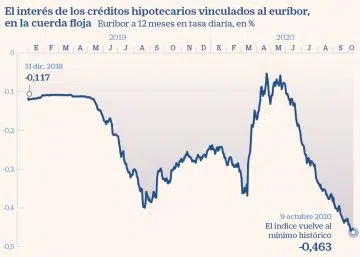 El interés de los créditos hipotecarios vinculados al euríbor,
en la cuerda floja Euríbor a 12 meses en tasa diaria, en %
2019 2020
E F M A M J J A S O N D E F M A M J J A S O
0
31 dic. 2018
-0,117
-0,1
-0,2
-0,3
-0,4
9 octubre 2020
El índice vuelve al
mínimo histórico
-0,463
-0,5